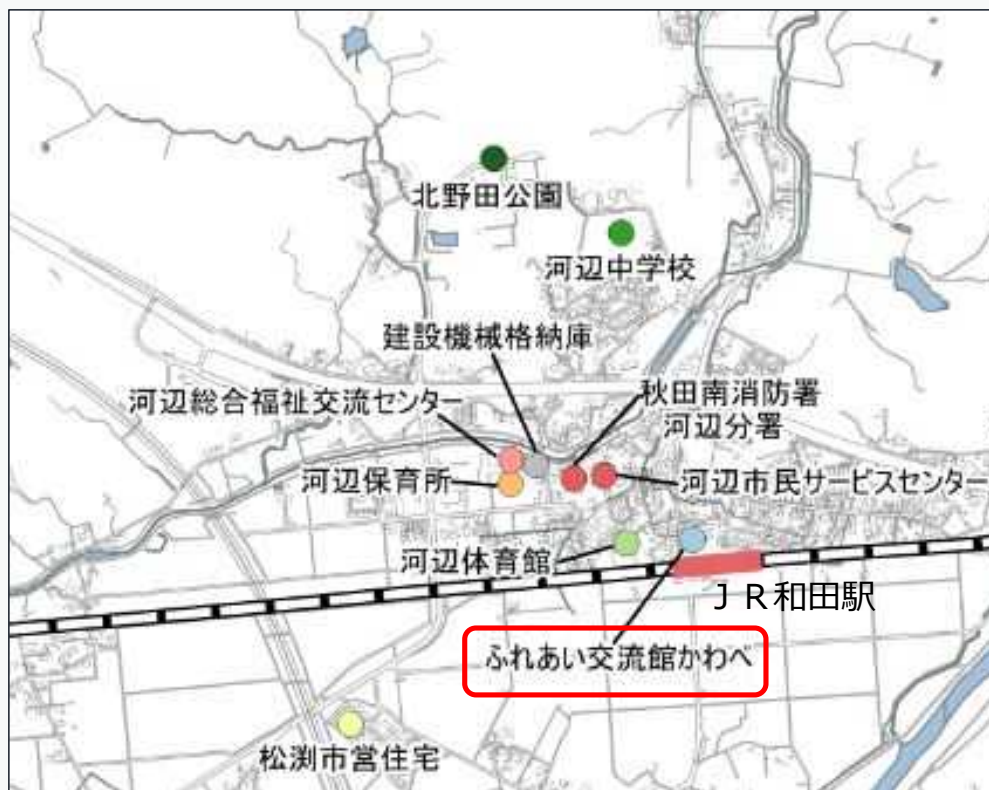 北野田公園
河辺中学校
建設機械格納庫
河辺総合福祉交流センター
秋田南消防署
河辺分署
河辺保育所
河辺市民サービスセンター
河辺体育館
ＪＲ和田駅
ふれあい交流館かわべ
松渕市営住宅